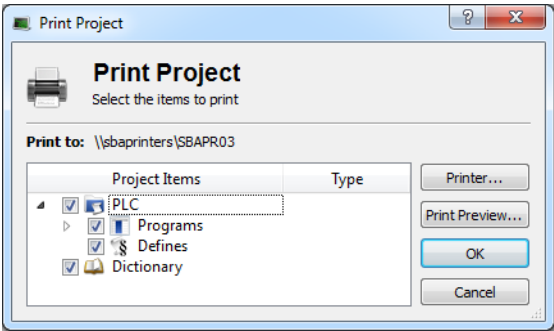 Print Project
Print Project
Select the items to print
Print to: \\sbaprinters\SBAPR03
Project Items Type
PLC
Programs
Defines
Dictionary
Printer...
Print Preview...
OK
Cancel